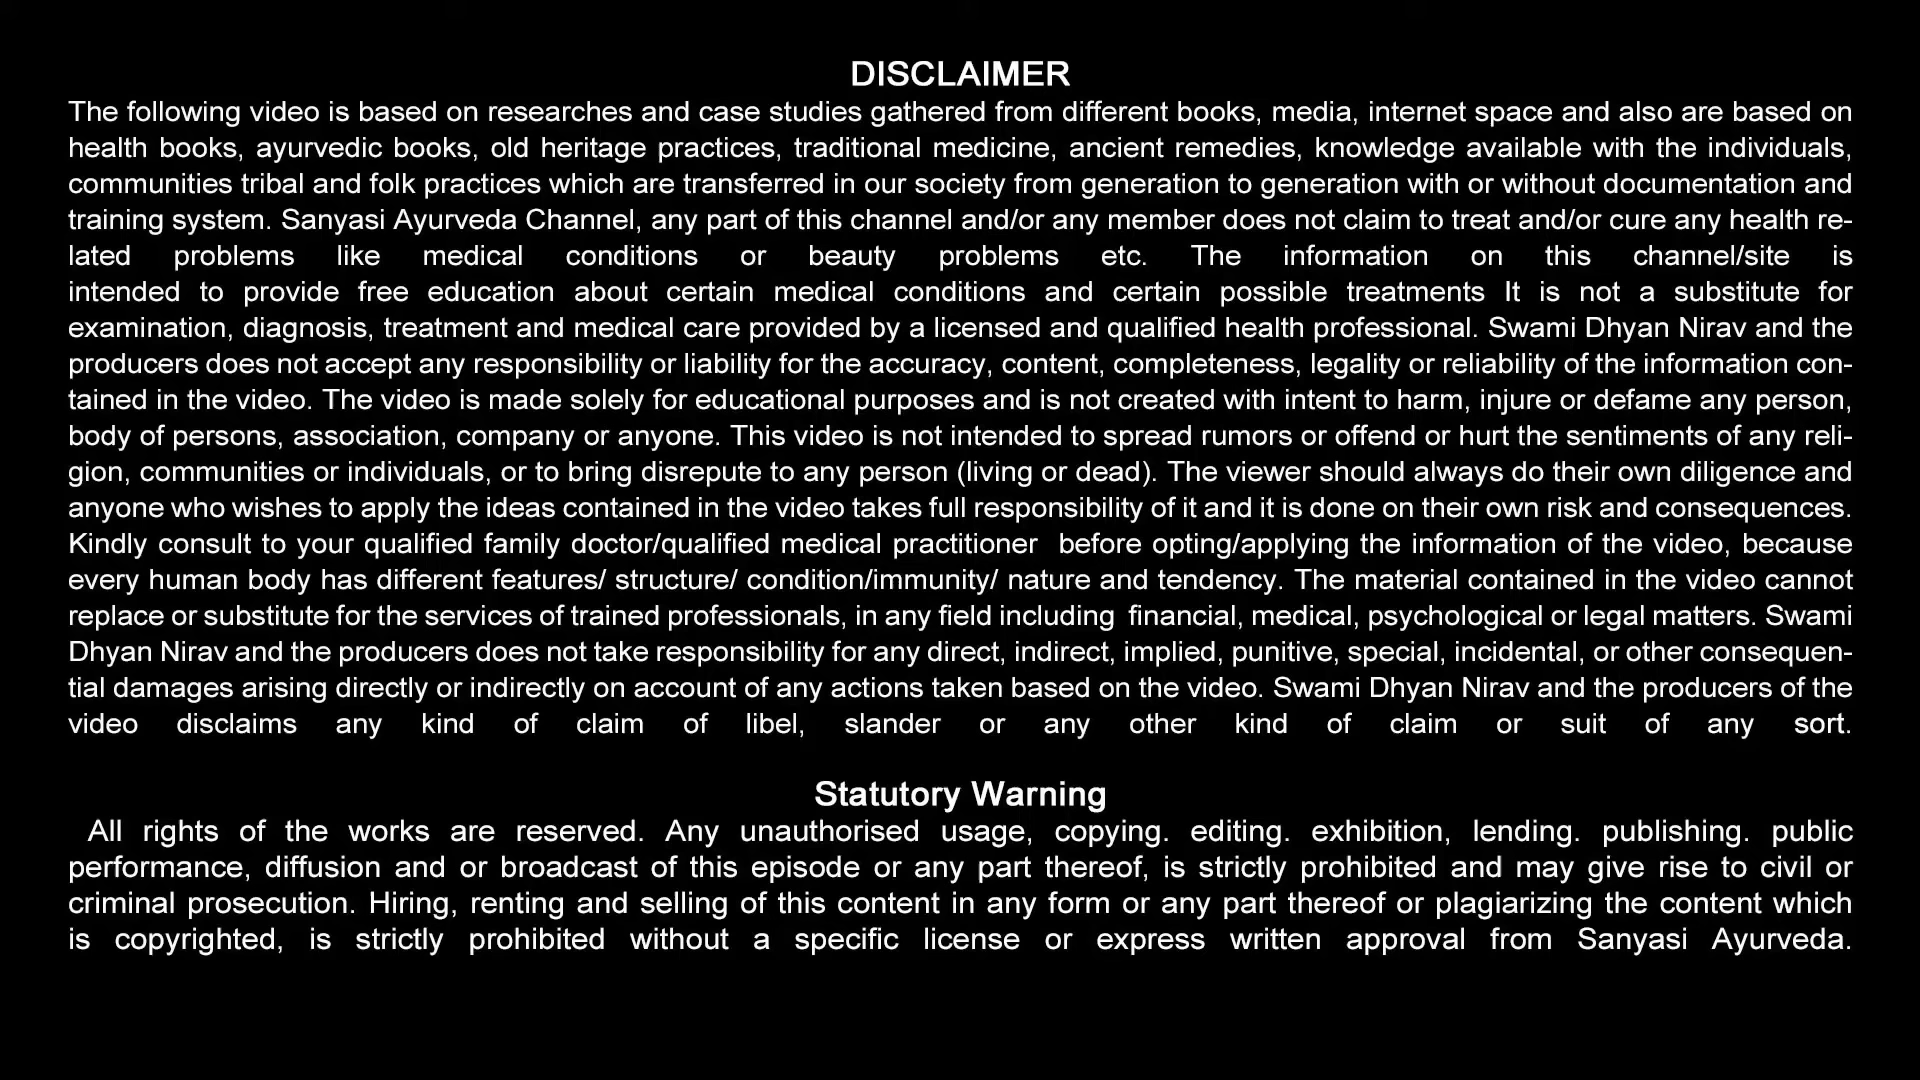 DISCLAIMER
The following video is based on researches and case studies gathered from different books, media, internet space and also are based on
health books, ayurvedic books, old heritage practices, traditional medicine, ancient remedies, knowledge available with the individuals,
communities tribal and folk practices which are transferred in our society from generation to generation with or without documentation and
training system. Sanyasi Ayurveda Channel, any part of this channel and/or any member does not claim to treat and/or cure any health re-
lated problems like medical conditions or beauty problems etc. The information on this channel/site is
intended to provide free education about certain medical conditions and certain possible treatments It is not a substitute for
examination, diagnosis, treatment and medical care provided by a licensed and qualified health professional. Swami Dhyan Nirav and the
producers does not accept any responsibility or liability for the accuracy, content, completeness, legality or reliability of the information con-
tained in the video. The video is made solely for educational purposes and is not created with intent to harm, injure or defame any person,
body of persons, association, company or anyone. This video is not intended to spread rumors or offend or hurt the sentiments of any reli-
gion, communities or individuals, or to bring disrepute to any person (living or dead). The viewer should always do their own diligence and
anyone who wishes to apply the ideas contained in the video takes full responsibility of it and it is done on their own risk and consequences.
Kindly consult to your qualified family doctor/qualified medical practitioner before opting/applying the information of the video, because
every human body has different features/ structure/ condition/immunity/ nature and tendency. The material contained in the video cannot
replace or substitute for the services of trained professionals, in any field including financial, medical, psychological or legal matters. Swami
Dhyan Nirav and the producers does not take responsibility for any direct, indirect, implied, punitive, special, incidental, or other consequen-
tial damages arising directly or indirectly on account of any actions taken based on the video. Swami Dhyan Nirav and the producers of the
video disclaims any kind of claim of libel, slander or any other kind of claim or suit of any sort.
Statutory Warning
All rights of the works are reserved. Any unauthorised usage, copying. editing. exhibition, lending. publishing. public
performance, diffusion and or broadcast of this episode or any part thereof, is strictly prohibited and may give rise to civil or
criminal prosecution. Hiring, renting and selling of this content in any form or any part thereof or plagiarizing the content which
is copyrighted, is strictly prohibited without a specific license or express written approval from Sanyasi Ayurveda.